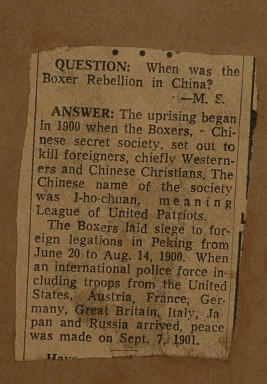 QUESTION: When was the
Boxer Rebellion in China?
—M. S.
ANSWER: The uprising began
in 1900 when the Boxers, - Chi-
nese secret society, set out to
kill foreigners, chiefly Western-
ers and Chinese Christians. The
Chinese name of the society
was I-ho-chuan, meaning
League of United Patriots.
The Boxers laid siege to for-
eign legations in Peking from
June 20 to Aug. 14, 1900. When
an international police force in-
cluding troops from the United
States, Austria, France, Ger-
many, Great Britain, Italy, Ja-
pan and Russia arrived, peace
was made on Sept. 7, 1901.